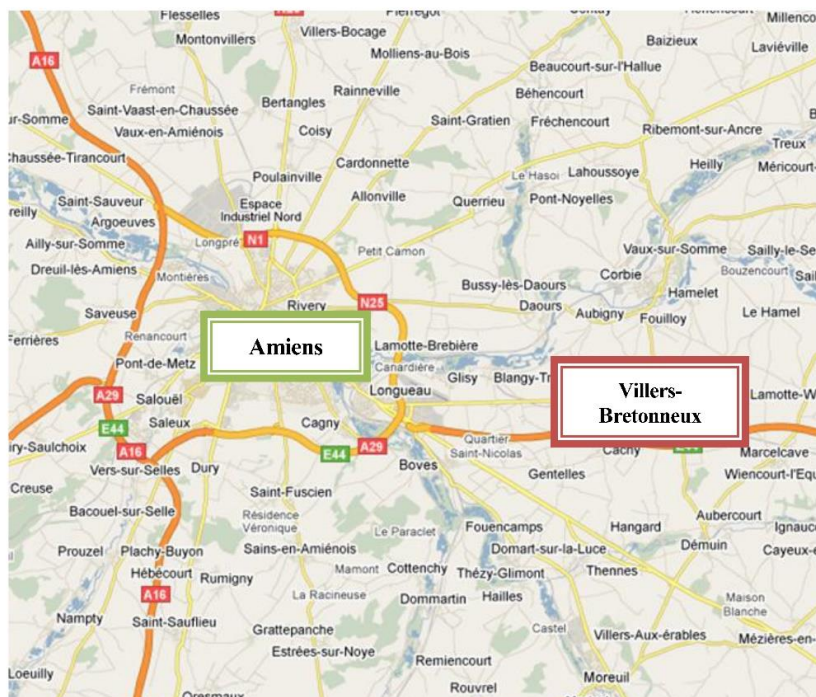 Flesselles
Villers-Bocage
Pierregot
Millenco
Montonvillers
Baizieux
Laviéville
Molliens-au-Bois
A16
Beaucourt-sur-l'Hallue
Frémont
Rainneville
Béhencourt
Saint-Vaast-en-Chaussée
Bertangles
Saint-Gratien
Fréchencourt
ur-Somme
Vaux-en-Amiénois
Coisy
Ribemont-sur-Ancre
Treux
Chaussée-Tirancourt
Cardonnette
Heilly
Méricourt-
Poulainville
Le Hasoi
Lahoussoye
Saint-Sauveur
Espace
Industriel Nord
Allonville
Querrieu
Pont-Noyelles
Argoeuves
Ailly-sur-Somme
Longpré
N1
Petit Camon
Vaux-sur-Somme
Sailly-le-Se
Dreuil-lès-Amiens
Montières
Corbie
Bouzencourt
Bussy-lès-Daours
Sail
Saveuse
Rivery
N25
Daours
Hamelet
Aubigny
Fouilloy
Le Hamel
Ferrières
Renancourt
Amiens
Lamotte-Brebière
Pont-de-Metz
Canardière
Glisy
Blangy-Tr
Villers-
Bretonneux
Lamotte-W
A29
Salouël
Longueau
E44
Saleux
Cagny
iry-Saulchoix
A16
E44
A29
Quartier
Saint-Nicolas
Cachy
E44
Marcelcave
Vers-sur-Selles
Dury
Boves
Gentelles
Wiencourt-l'Equ
Creuse
Saint-Fuscien
Bacouel-sur-Selle
Résidence
Véronique
Aubercourt
Le Paraclet
Fouencamps
Hangard
Ignauc
Prouzel
Plachy-Buyon
Sains-en-Amiénois
Domart-sur-la-Luce
Démuin
Cayeux-e
Hébécourt
Rumigny
Mamont
Cottenchy
Thézy-Glimont
Thennes
A16
La Racineuse
Dommartin
Hailles
Maison
Blanche
Nampty
Saint-Sauflieu
Grattepanche
Castel
Villers-Aux-érables
Mézières-en-
Estrées-sur-Noye
Remiencourt
Loeuilly
Rouvrel
Moreuil
Oresmaux